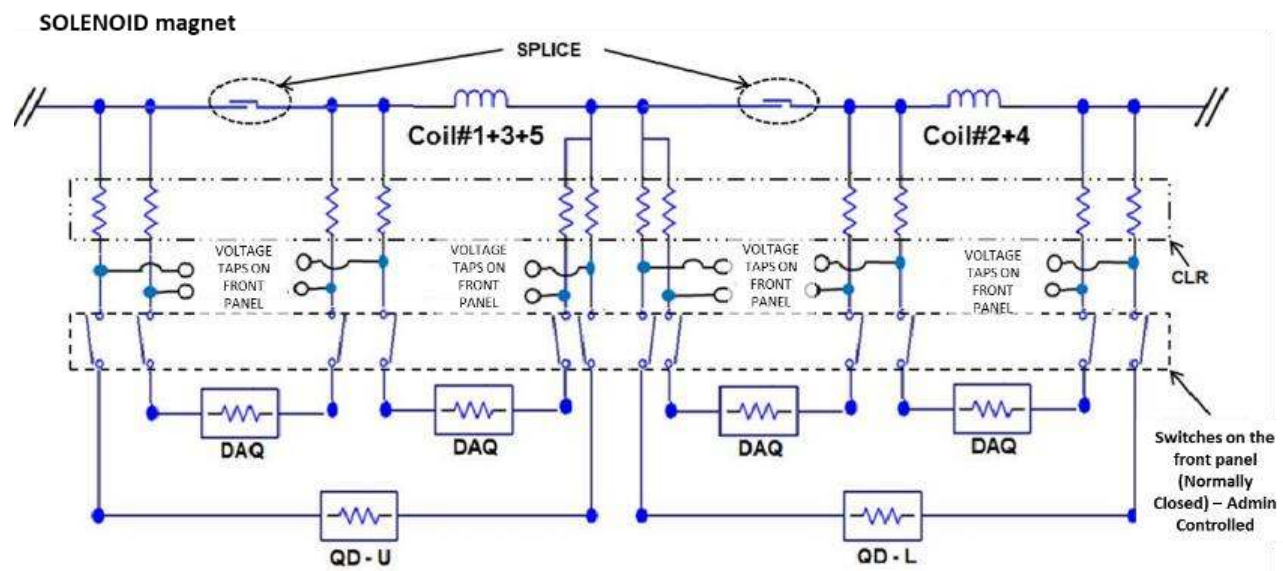 SOLENOID magnet
SPLICE
Coil#1+3+5
Coil#2+4
VOLTAGE
TAPS ON
FRONT
PANEL
VOLTAGE
TAPS ON
FRONT
PANEL
VOLTAGE
TAPS ON
FRONT
PANEL
VOLTAGE
TAPS ON
FRONT
PANEL
CLR
DAQ
DAQ
DAQ
DAQ
Switches on the
front panel
(Normally
Closed) – Admin
Controlled
QD - U
QD - L